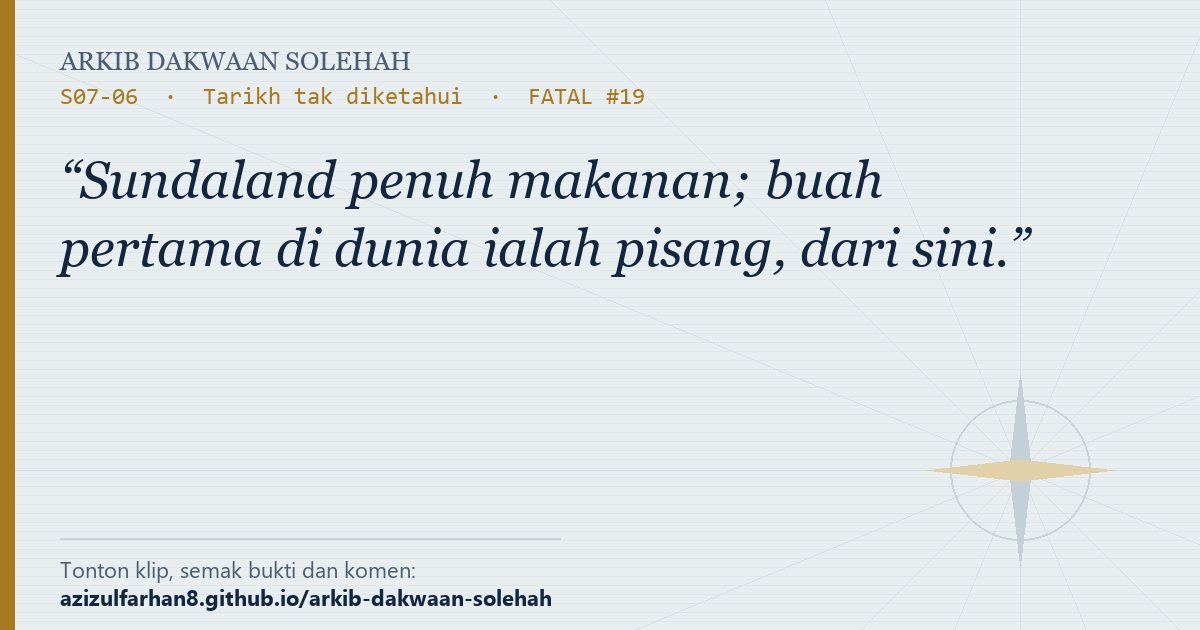 ARKIB DAKWAAN SOLEHAH
S07-06 · Tarikh tak diketahui · FATAL #19
“Sundaland penuh makanan; buah
pertama di dunia ialah pisang, dari sini.”
Tonton klip, semak bukti dan komen:
azizulfarhan8.github.io/arkib-dakwaan-solehah